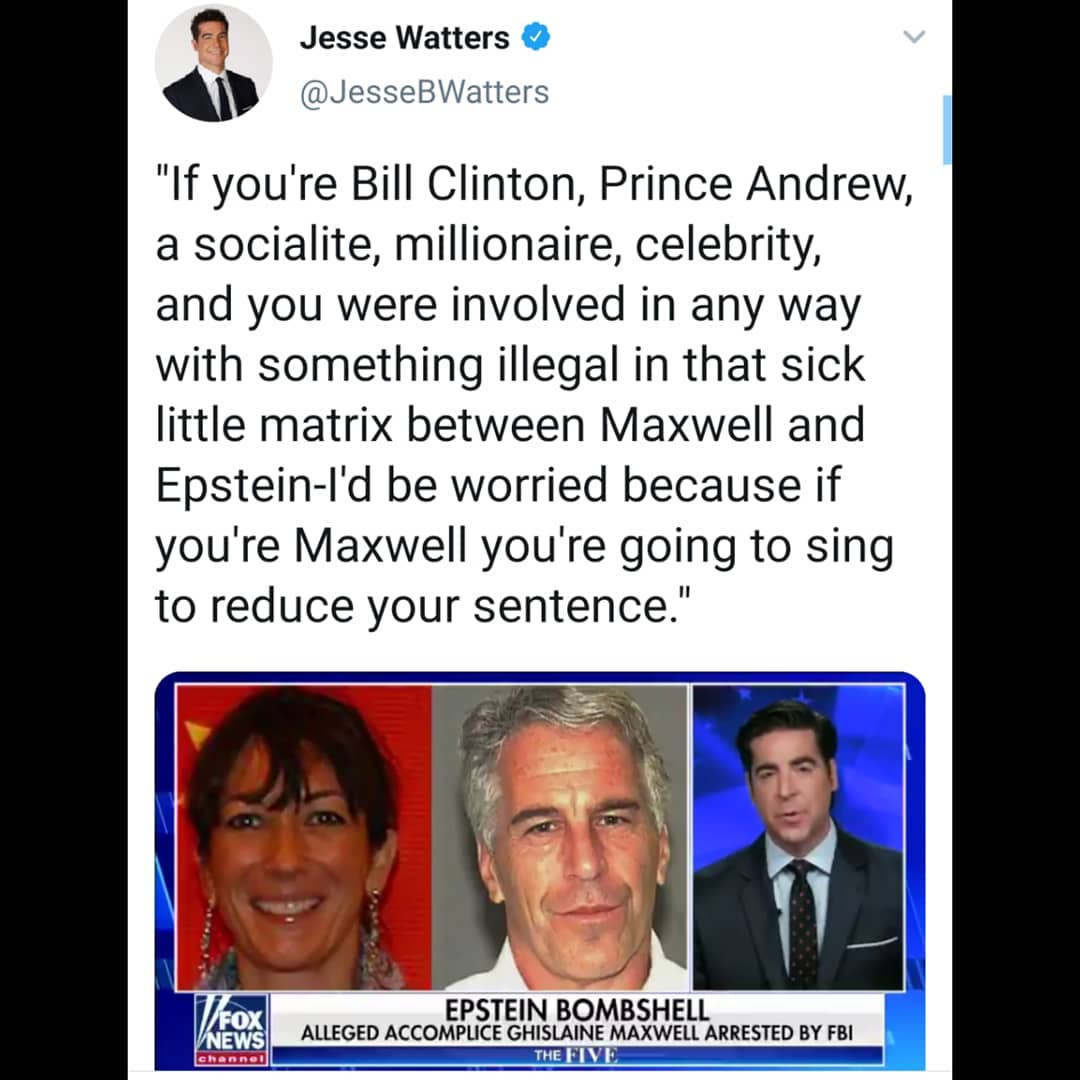 Jesse Watters
@JesseBWatters
"If you're Bill Clinton, Prince Andrew,
a socialite, millionaire, celebrity,
and you were involved in any way
with something illegal in that sick
little matrix between Maxwell and
Epstein-I'd be worried because if
you're Maxwell you're going to sing
to reduce your sentence."
EPSTEIN BOMBSHELL
ALLEGED ACCOMPLICE GHISLAINE MAXWELL ARRESTED BY FBI
THE FIVE
FOX
NEWS
channel